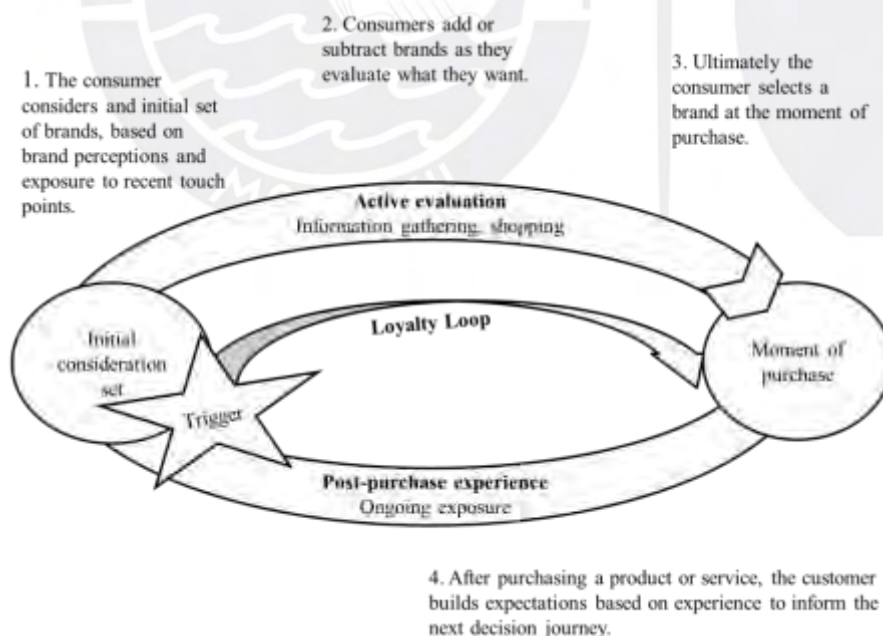 2. Consumers add or
subtract brands as they
evaluate what they want.
3. Ultimately the
consumer selects a
brand at the moment of
purchase.
1. The consumer
considers and initial set
of brands, based on
brand perceptions and
exposure to recent touch
points.
Active evaluation
Information gathering, shopping
Loyalty Loop
Initial
consideration
set
Trigger
Moment of
purchase
Post-purchase experience
Ongoing exposure
4. After purchasing a product or service, the customer
builds expectations based on experience to inform the
next decision journey.